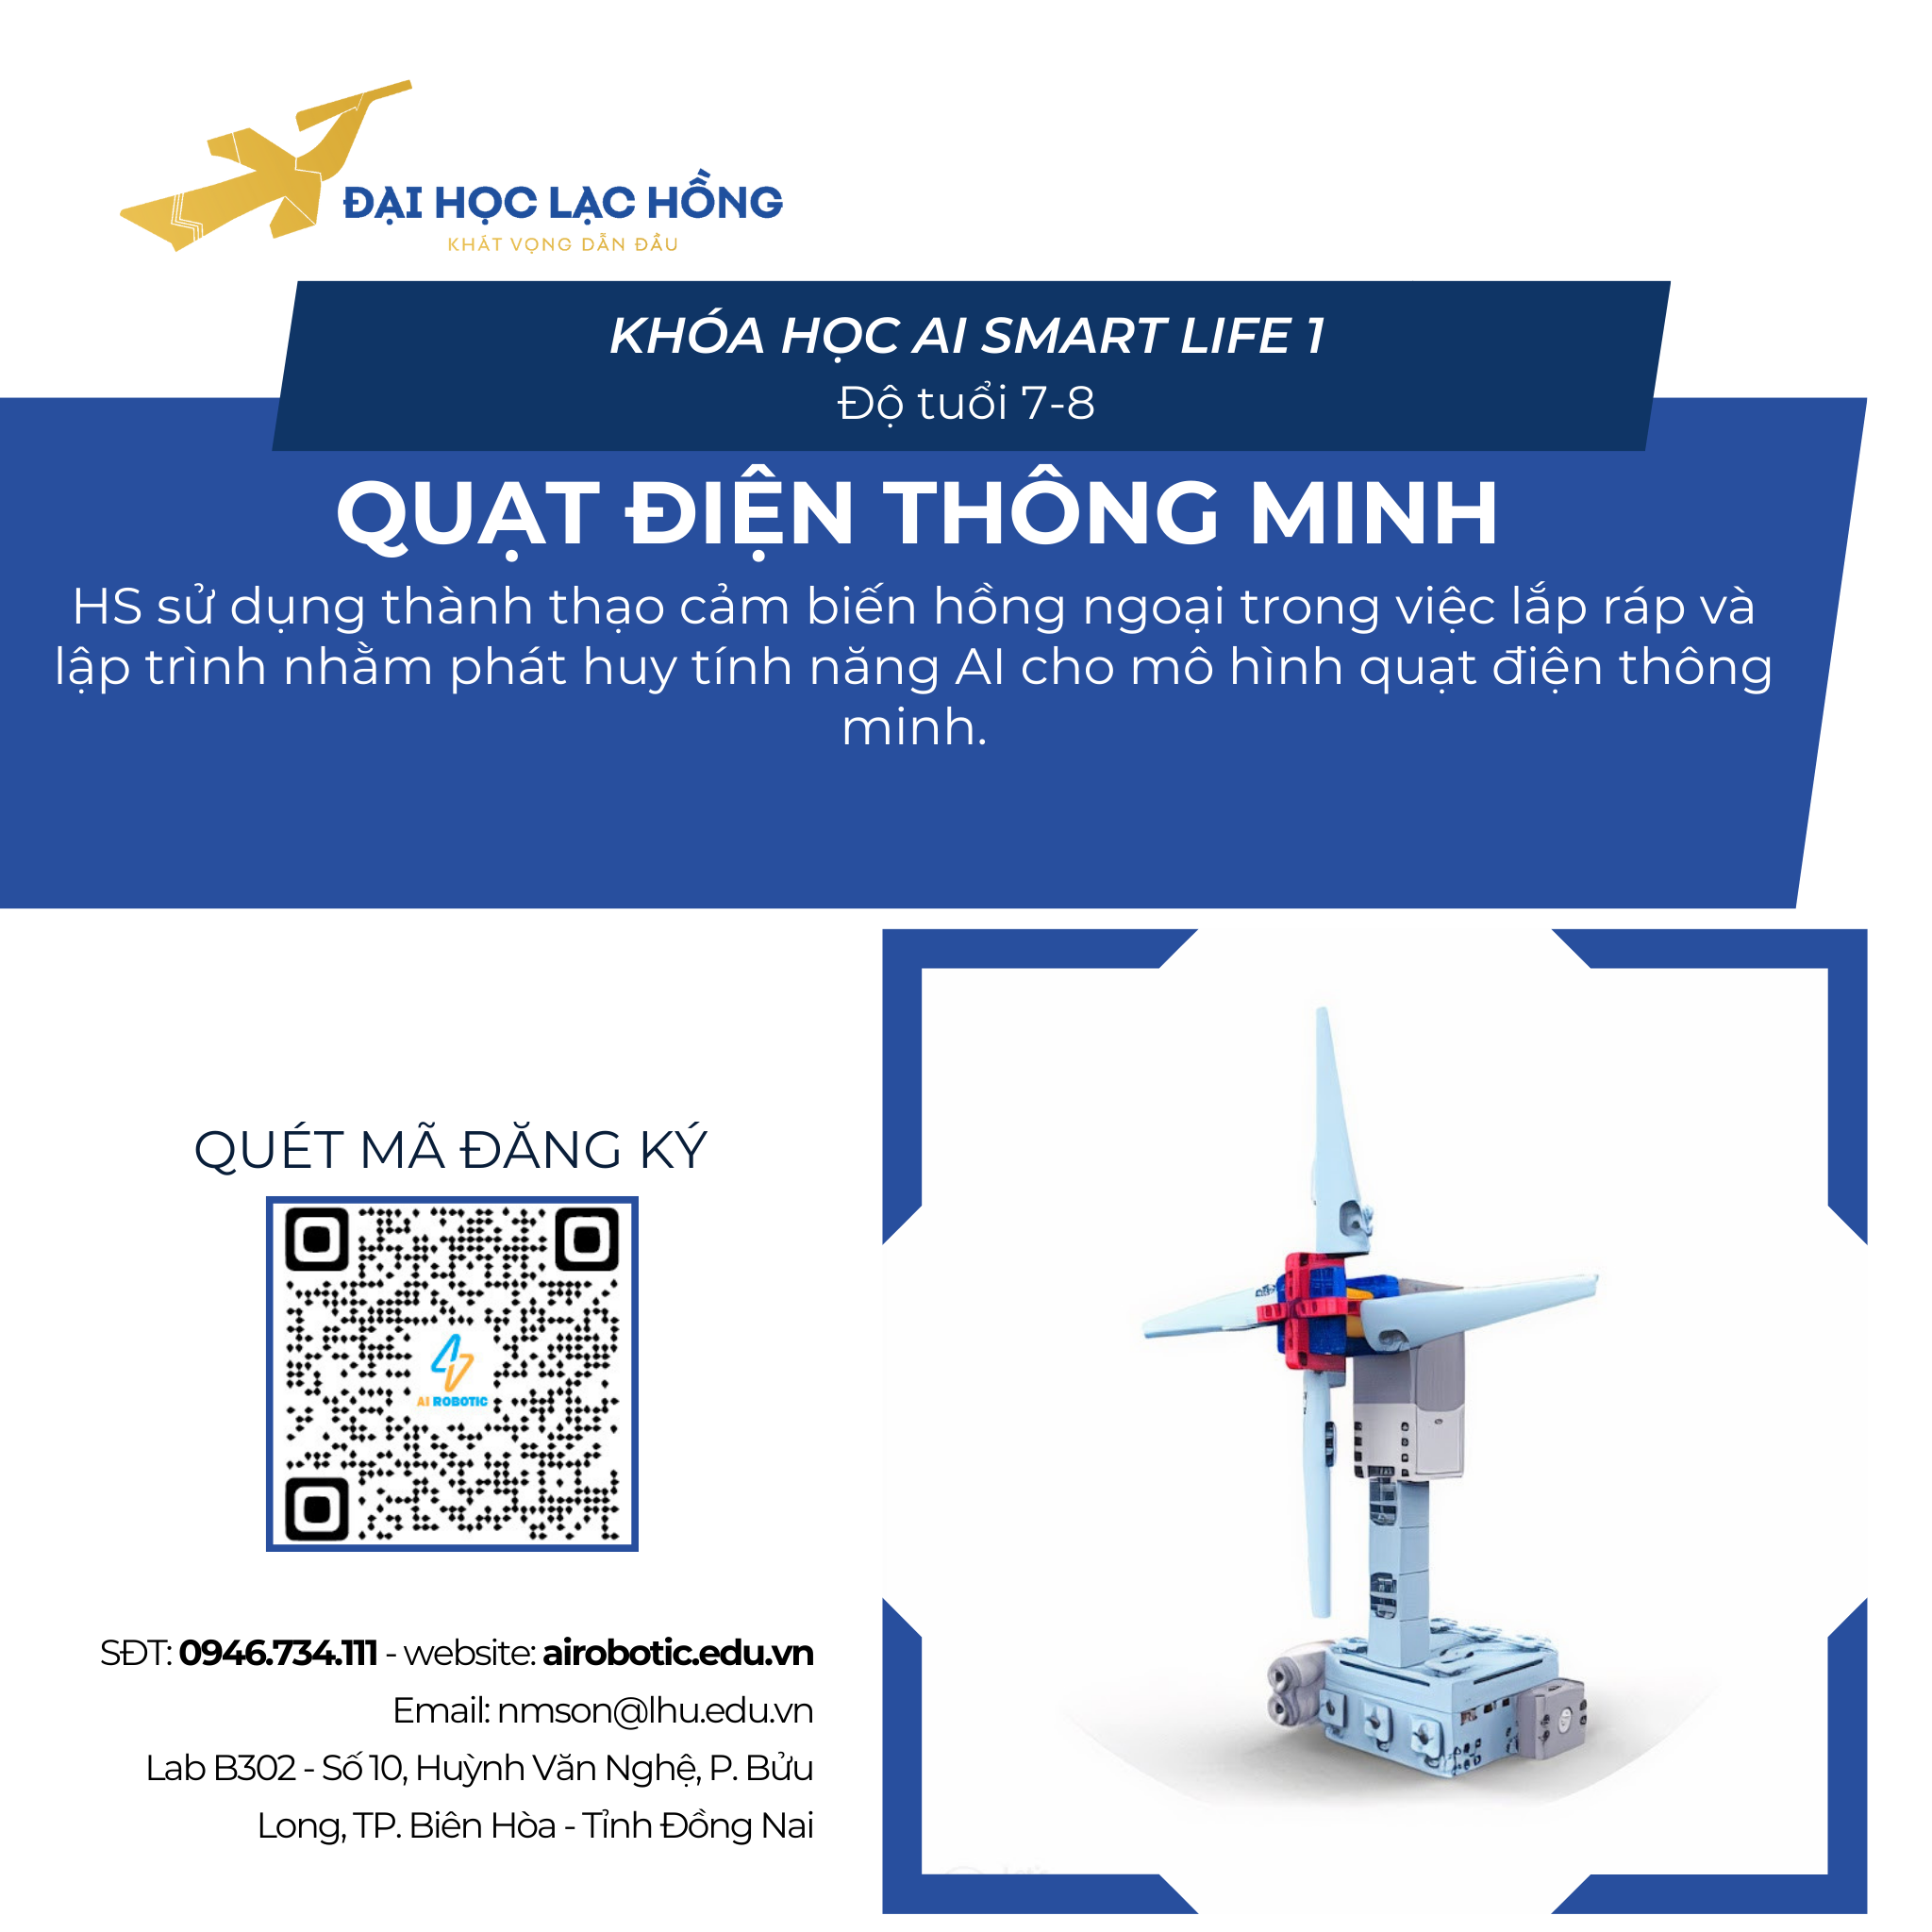 ĐẠI HỌC LẠC HỒNG
KHÁT VỌNG DẪN ĐẦU
KHÓA HỌC AI SMART LIFE 1
Độ tuổi 7-8
QUẠT ĐIỆN THÔNG MINH
HS sử dụng thành thạo cảm biến hồng ngoại trong việc lắp ráp và
lập trình nhằm phát huy tính năng AI cho mô hình quạt điện thông
minh.
QUÉT MÃ ĐĂNG KÝ
AI ROBOTIC
SĐT: 0946.734.111 - website: airobotic.edu.vn
Email: nmson@lhu.edu.vn
Lab B302 - Số 10, Huỳnh Văn Nghệ, P. Bửu
Long, TP. Biên Hòa - Tỉnh Đồng Nai